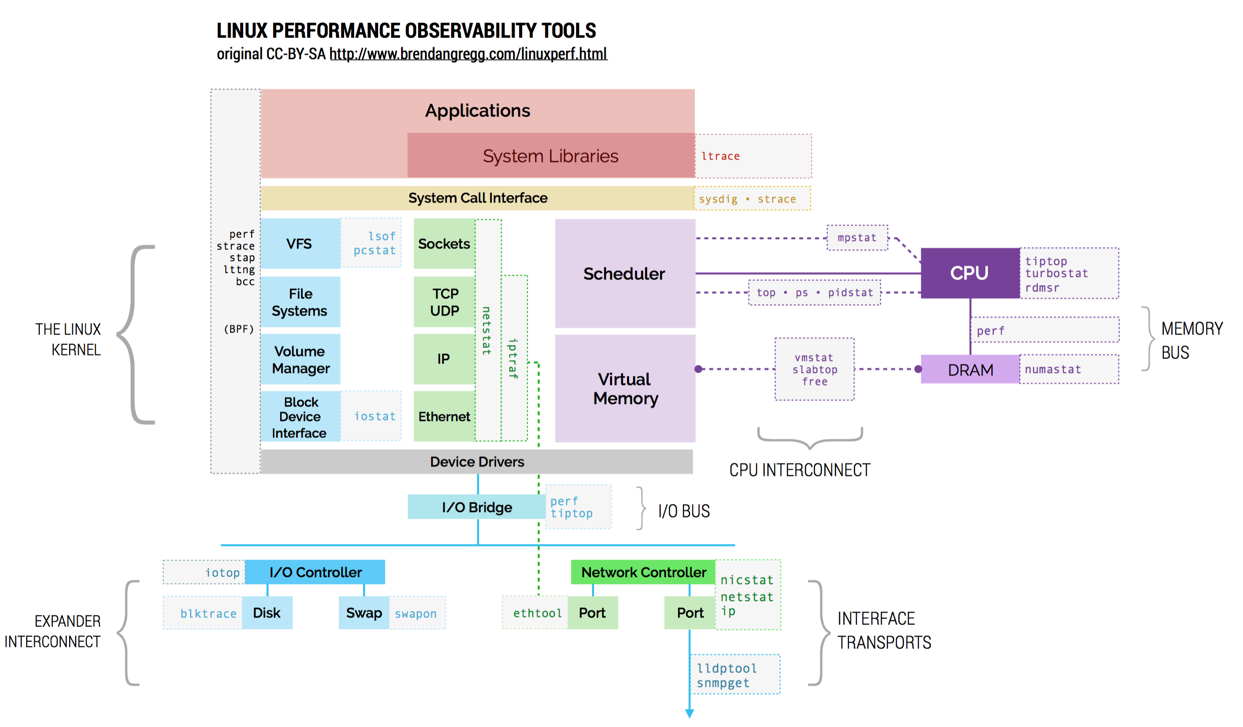 LINUX PERFORMANCE OBSERVABILITY TOOLS
original CC-BY-SA http://www.brendangregg.com/linuxperf.html
Applications
System Libraries
ltrace
System Call Interface
sysdig • strace
perf
strace
stap
lttng
bcc
(BPF)
THE LINUX
KERNEL
VFS
lsof
pcstat
File
Systems
Volume
Manager
Block
Device
Interface
iostat
Sockets
TCP
UDP
IP
Ethernet
netstat
iptraf
Scheduler
Virtual
Memory
mpstat
top • ps • pidstat
CPU
tiptop
turbostat
rdmsr
perf
MEMORY
BUS
vmstat
slabtop
free
DRAM
numastat
CPU INTERCONNECT
Device Drivers
I/O Bridge
perf
tiptop
I/O BUS
iotop
I/O Controller
blktrace
Disk
Swap
swapon
EXPANDER
INTERCONNECT
Network Controller
ethtool
Port
Port
nicstat
netstat
ip
INTERFACE
TRANSPORTS
lldptool
snmpget